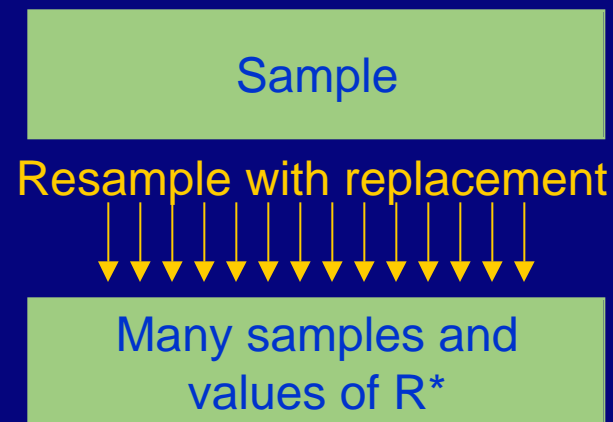 Sample
Resample with replacement
Many samples and
values of R*